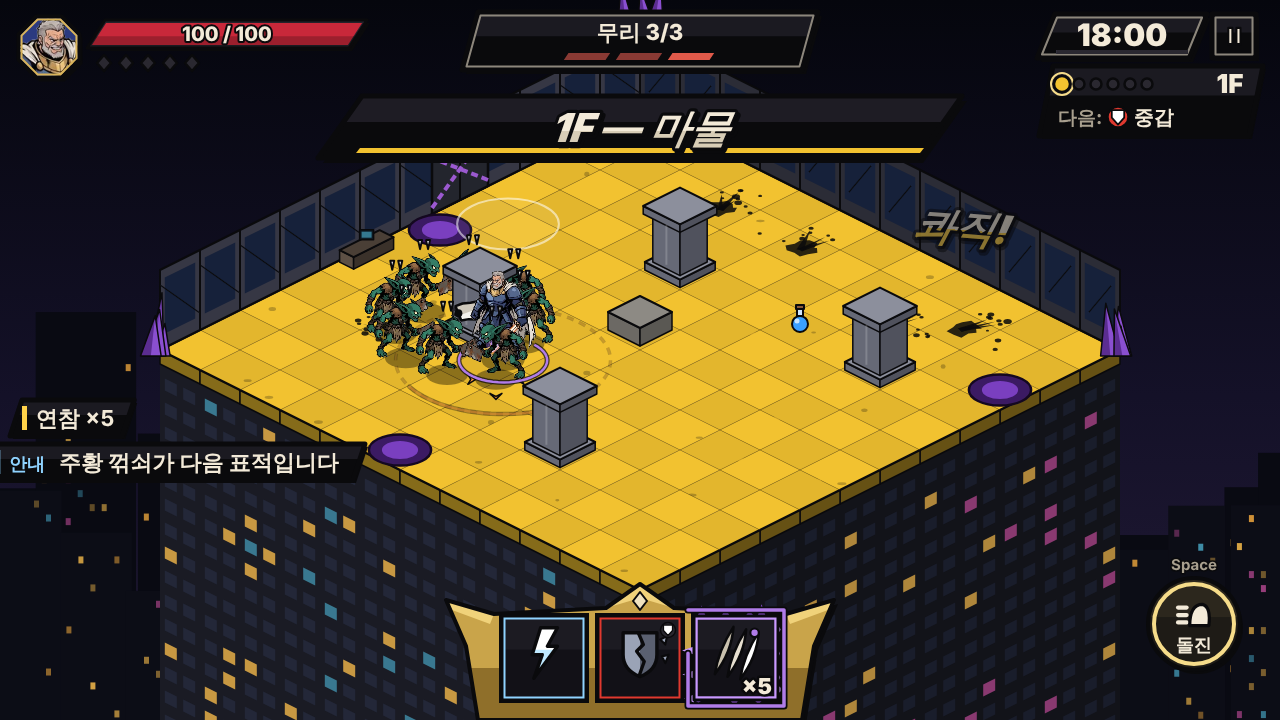 100 / 100
무리 3/3
18:00
1F
다음: 중갑
1F — 마물
콰직!
연참 ×5
안내 주황 꺾쇠가 다음 표적입니다
Space
돌진
×5